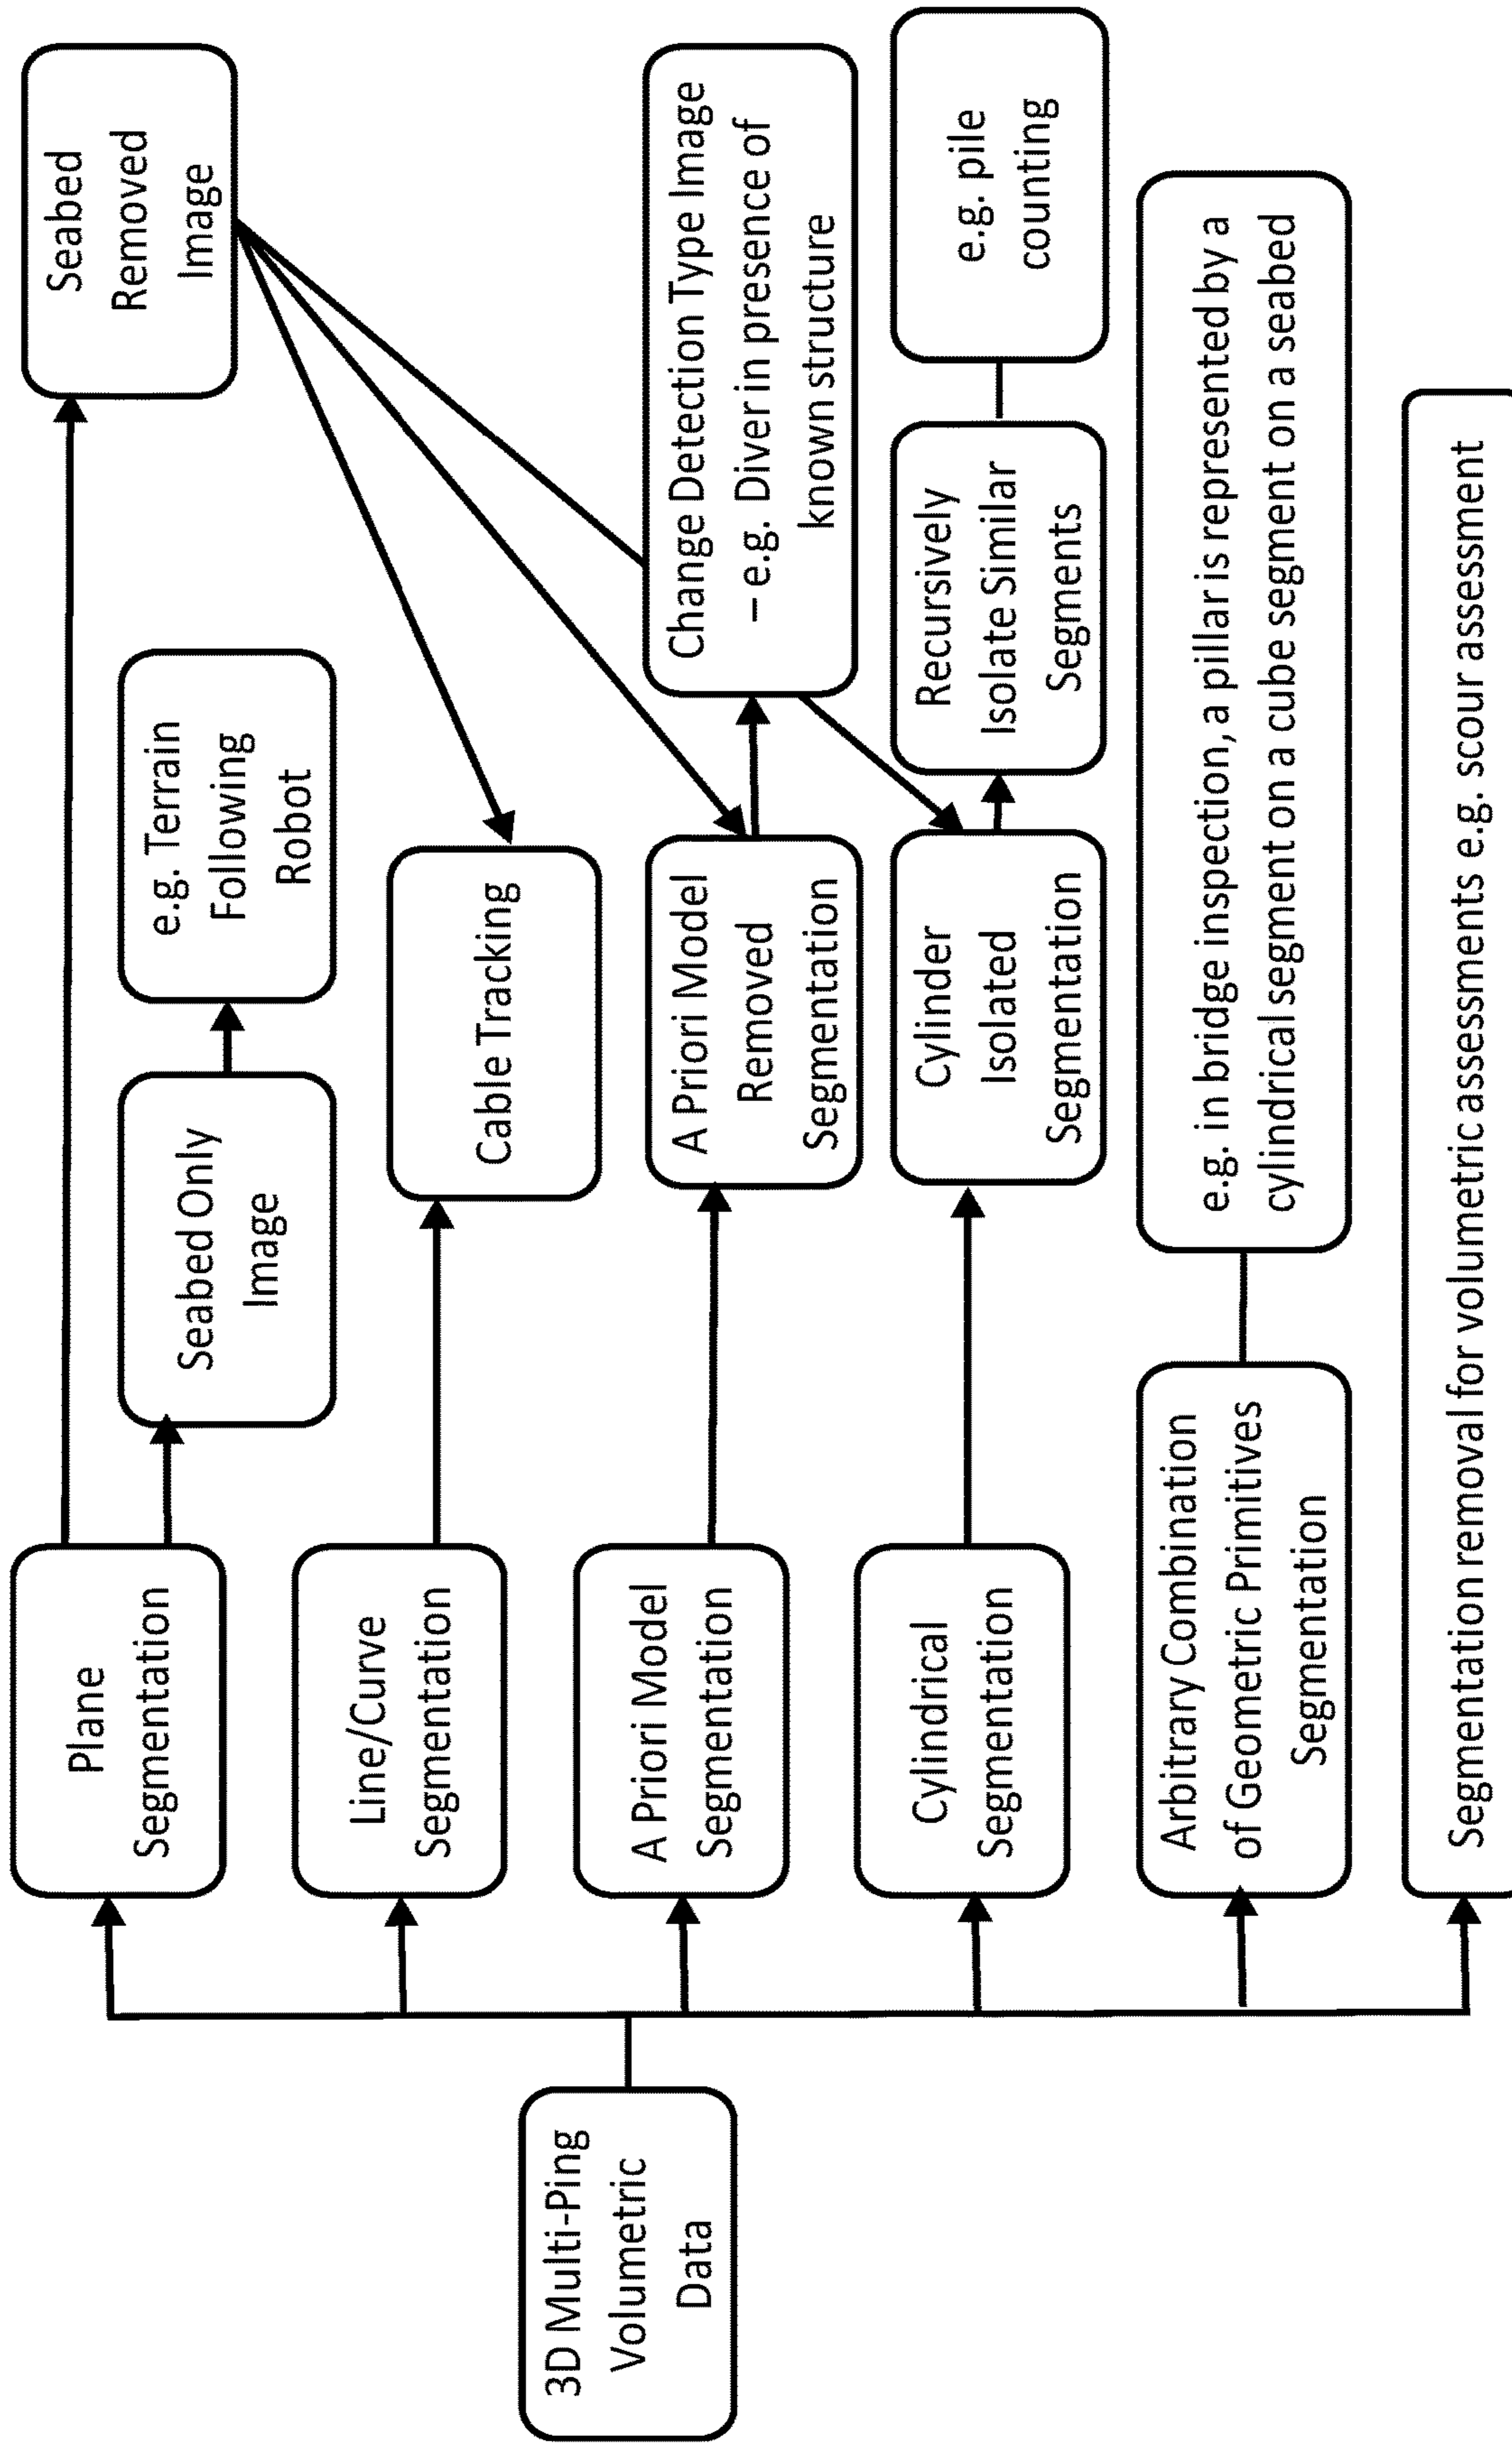 3D Multi-Ping
Volumetric
Data
Plane
Segmentation
Seabed Only
Image
e.g. Terrain
Following
Robot
Seabed
Removed
Image
Line/Curve
Segmentation
Cable Tracking
A Priori Model
Segmentation
A Priori Model
Removed
Segmentation
Change Detection Type Image
– e.g. Diver in presence of
known structure
Cylindrical
Segmentation
Cylinder
Isolated
Segmentation
Recursively
Isolate Similar
Segments
e.g. pile
counting
Arbitrary Combination
of Geometric Primitives
Segmentation
e.g. in bridge inspection, a pillar is represented by a
cylindrical segment on a cube segment on a seabed
Segmentation removal for volumetric assessments e.g. scour assessment